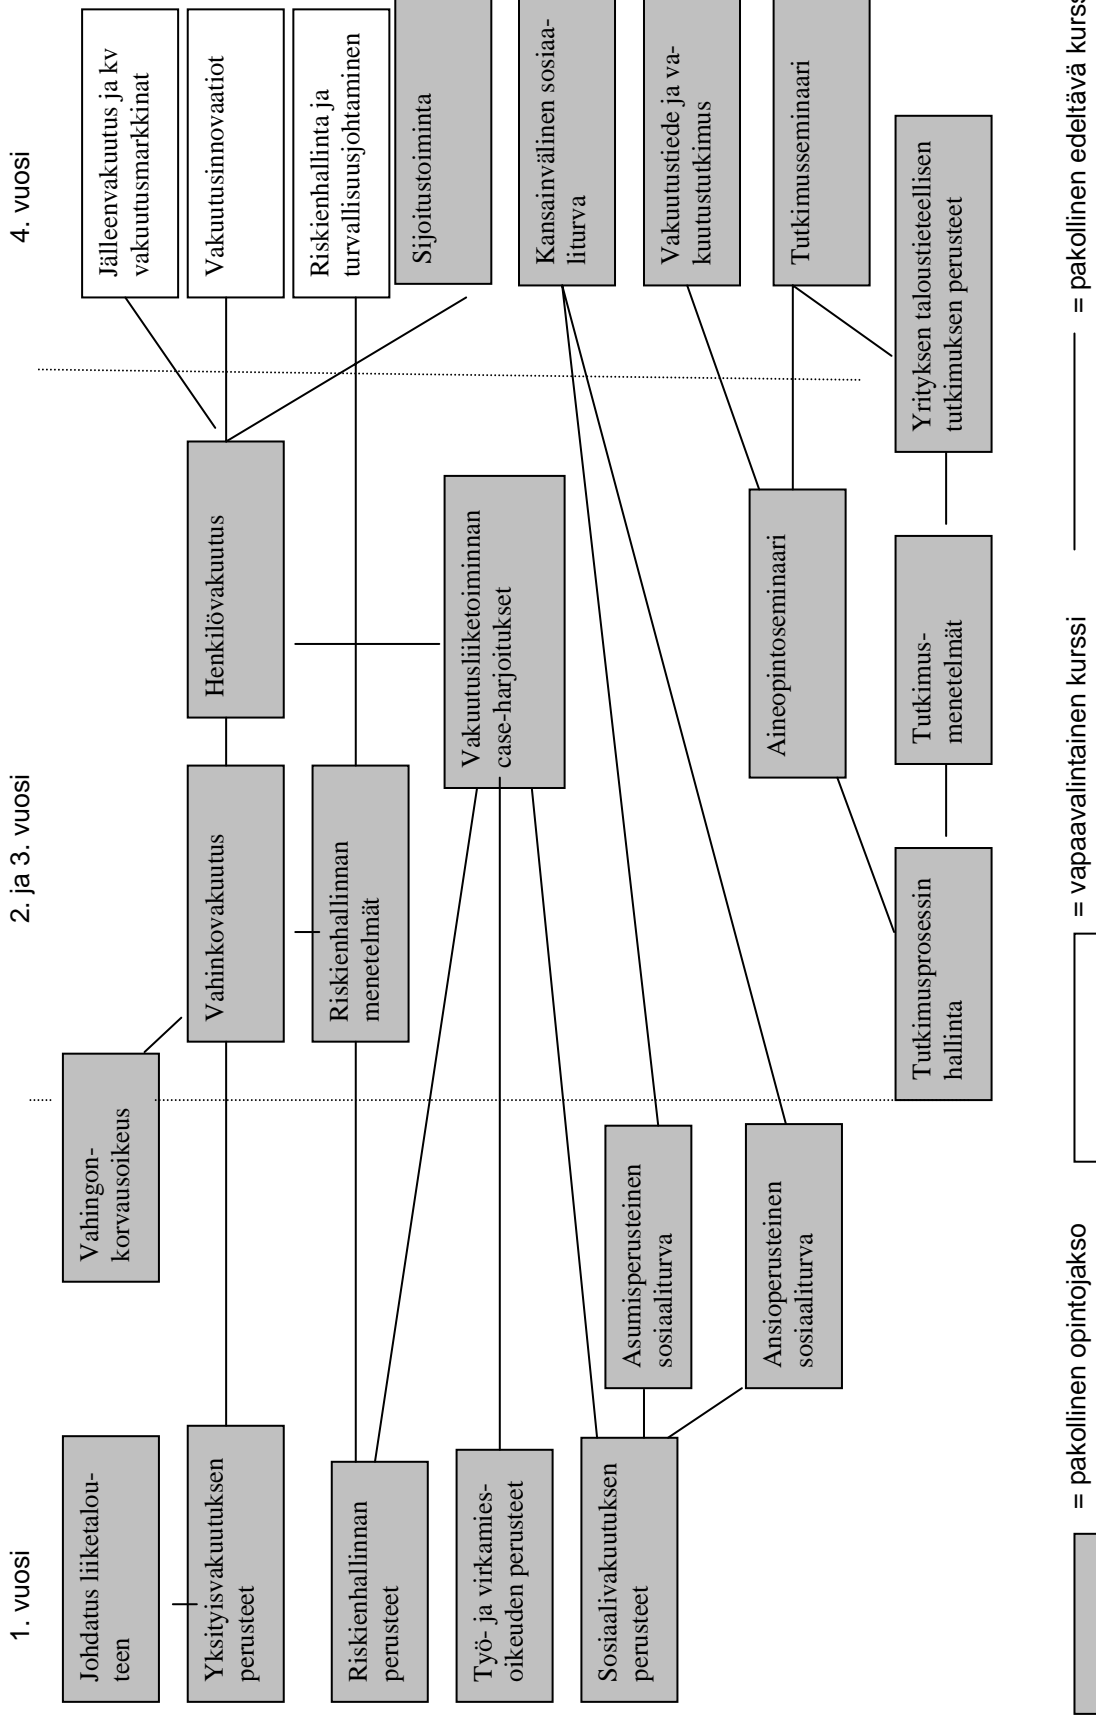 1. vuosi
2. ja 3. vuosi
4. vuosi
Johdatus liiketalou-
teen
Yksityisvakuutuksen
perusteet
Riskienhallinnan
perusteet
Työ- ja virkamies-
oikeuden perusteet
Sosiaalivakuutuksen
perusteet
Vahingon-
korvausoikeus
Asumisperusteinen
sosiaaliturva
Ansioperusteinen
sosiaaliturva
Vahinkovakuutus
Riskienhallinnan
menetelmät
Tutkimusprosessin
hallinta
Henkilövakuutus
Vakuutusliiketoiminnan
case-harjoitukset
Aineopintoseminaari
Tutkimus-
menetelmät
Jälleenvakuutus ja kv
vakuutusmarkkinat
Vakuutusinnovaatiot
Riskienhallinta ja
turvallisuusjohtaminen
Sijoitustoiminta
Kansainvälinen sosiaa-
liturva
Vakuutustiede ja va-
kuutustutkimus
Tutkimusseminaari
Yrityksen taloustieteellisen
tutkimuksen perusteet
= pakollinen opintojakso
= vapaavalintainen kurssi
= pakollinen edeltävä kurss